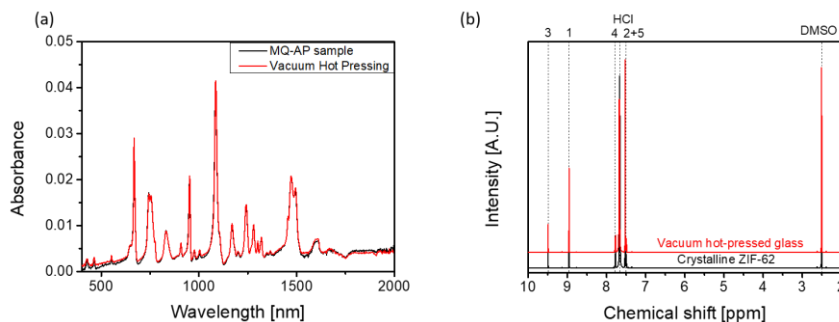 (a)
MQ-AP sample
Vacuum Hot Pressing
Absorbance
0.05
0.04
0.03
0.02
0.01
0.00
500 1000 1500 2000
Wavelength [nm]
(b)
HCl
3 1 4 2+5 DMSO
Intensity [A.U.]
Vacuum hot-pressed glass
Crystalline ZIF-62
10 9 8 7 6 5 4 3 2
Chemical shift [ppm]